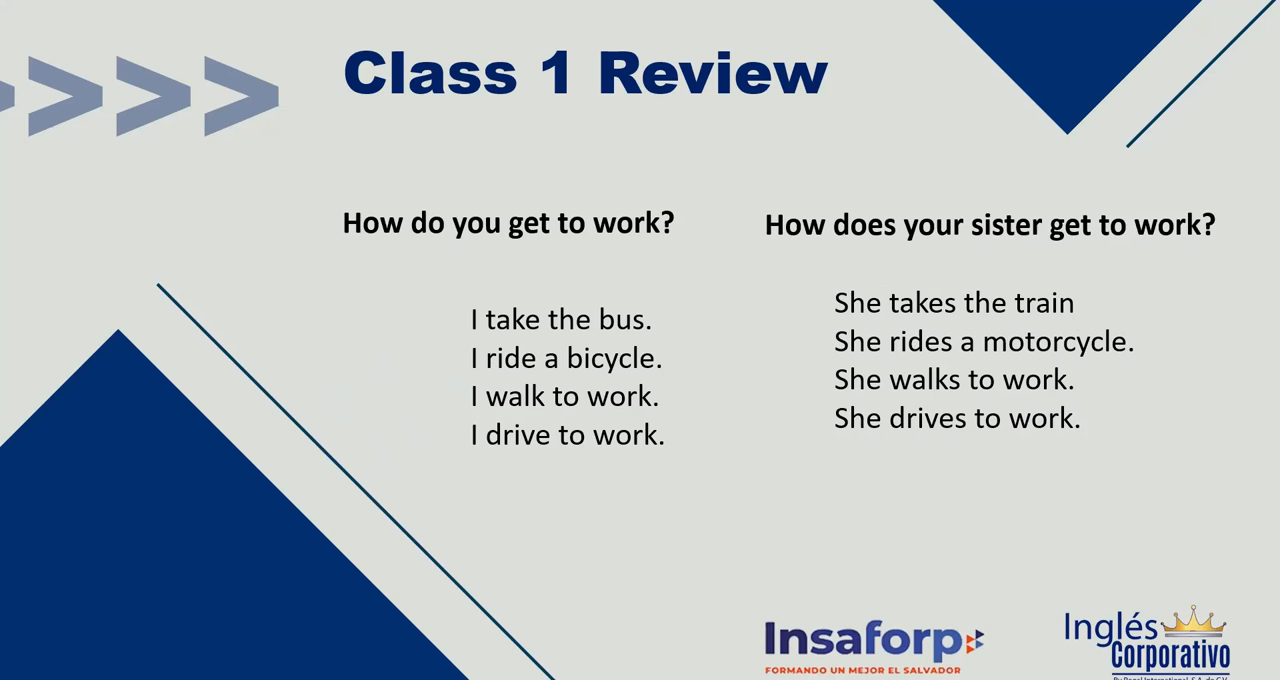 Class 1 Review
How do you get to work?
I take the bus.
I ride a bicycle.
I walk to work.
I drive to work.
How does your sister get to work?
She takes the train
She rides a motorcycle.
She walks to work.
She drives to work.
Insaforp
FORMANDO UN MEJOR EL SALVADOR
Inglés
Corporativo